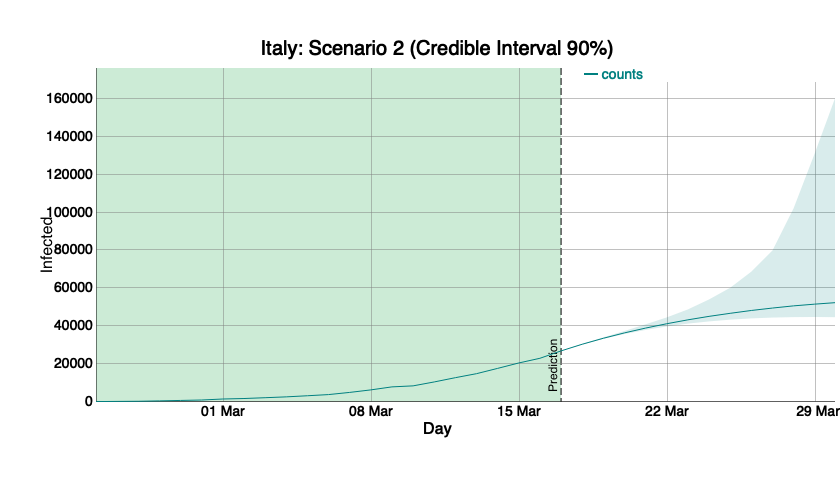 Italy: Scenario 2 (Credible Interval 90%)
counts
160000
140000
120000
100000
80000
60000
40000
20000
0
Infected
Prediction
01 Mar
08 Mar
15 Mar
22 Mar
29 Mar
Day